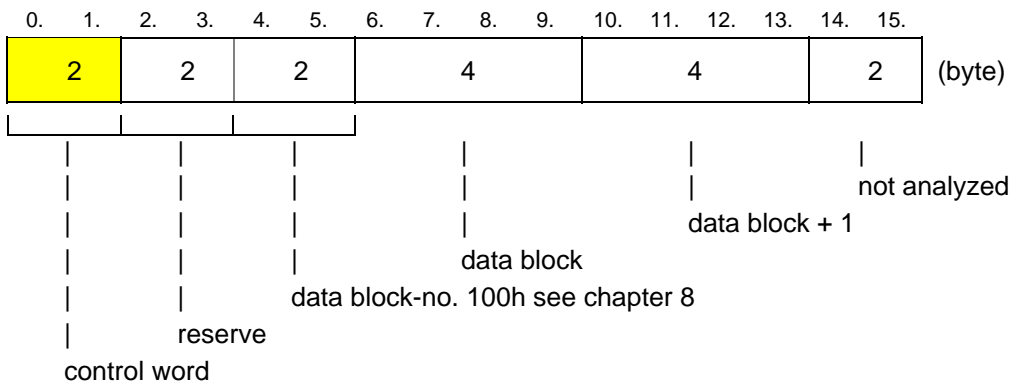 0. 1. 2. 3. 4. 5. 6. 7. 8. 9. 10. 11. 12. 13. 14. 15.
2 2 2 4 4 2 (byte)
not analyzed
data block + 1
data block
data block-no. 100h see chapter 8
reserve
control word